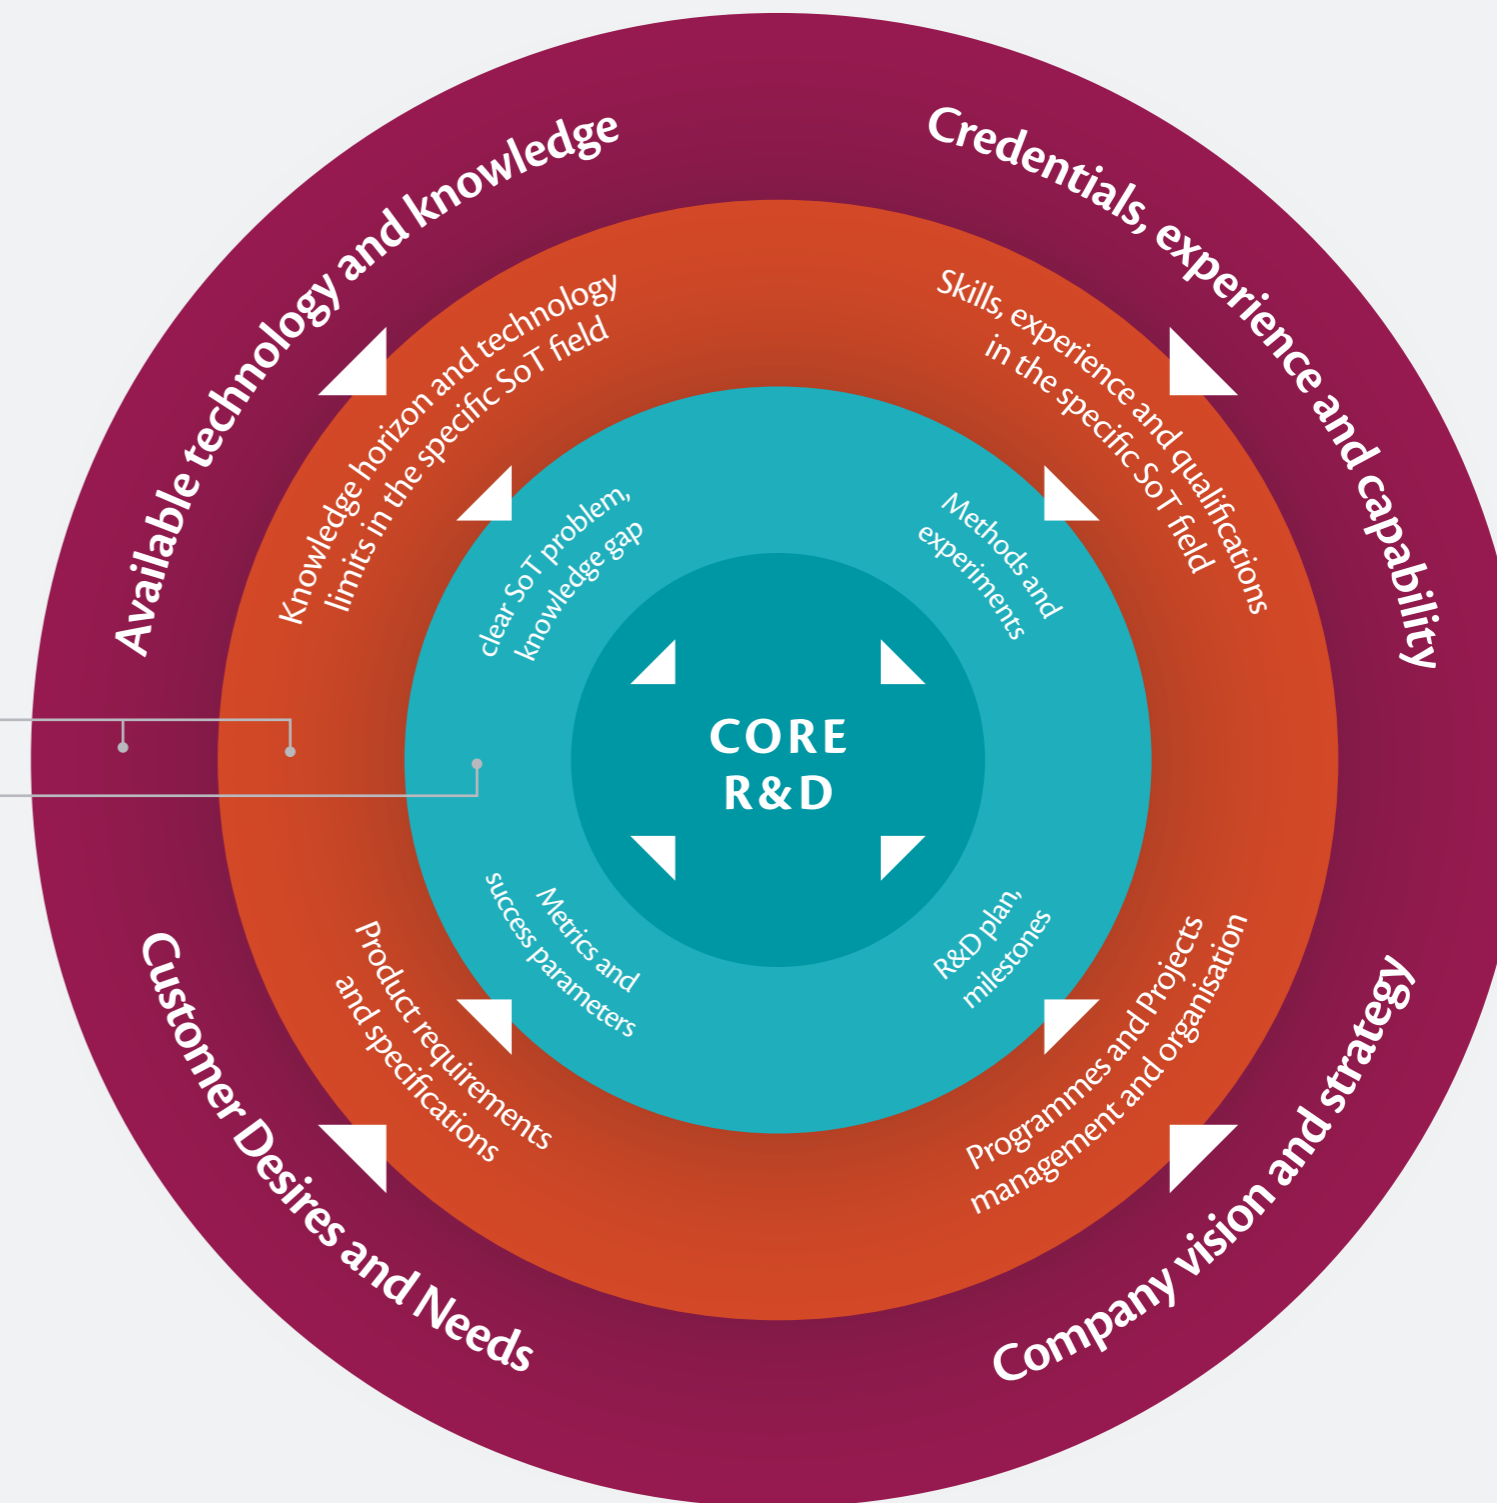 Available technology and knowledge
Credentials, experience and capability
Knowledge horizon and technology
limits in the specific SoT field
Skills, experience and qualifications
in the specific SoT field
clear SoT problem,
knowledge gap
Methods and
experiments
CORE
R&D
Metrics and
success parameters
R&D plan,
milestones
Product requirements
and specifications
Programmes and Projects
management and organisation
Customer Desires and Needs
Company vision and strategy